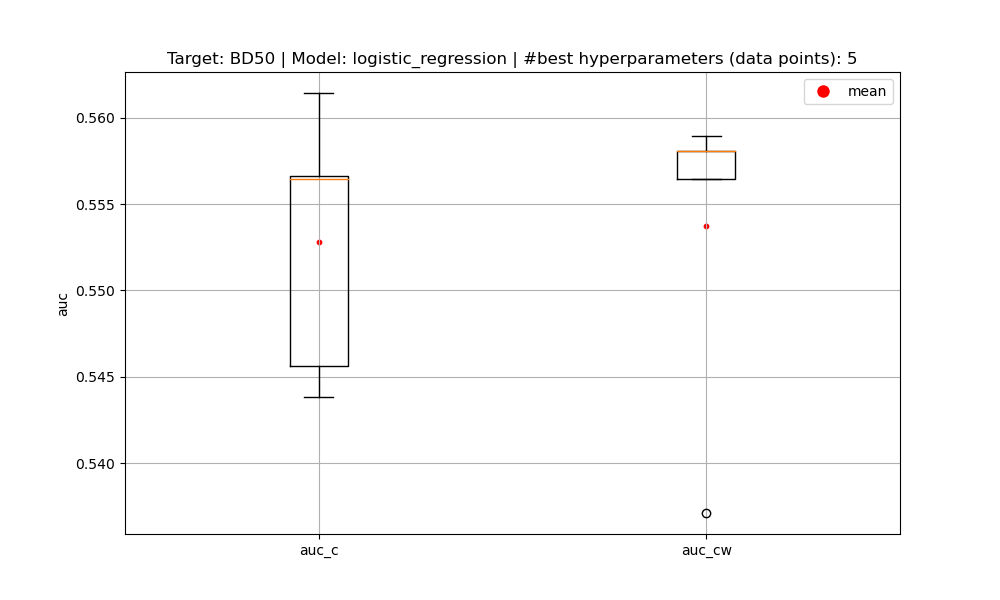 Target: BD50 | Model: logistic_regression | #best hyperparameters (data points): 5
mean
0.560
0.555
0.550
0.545
0.540
auc
auc_c
auc_cw